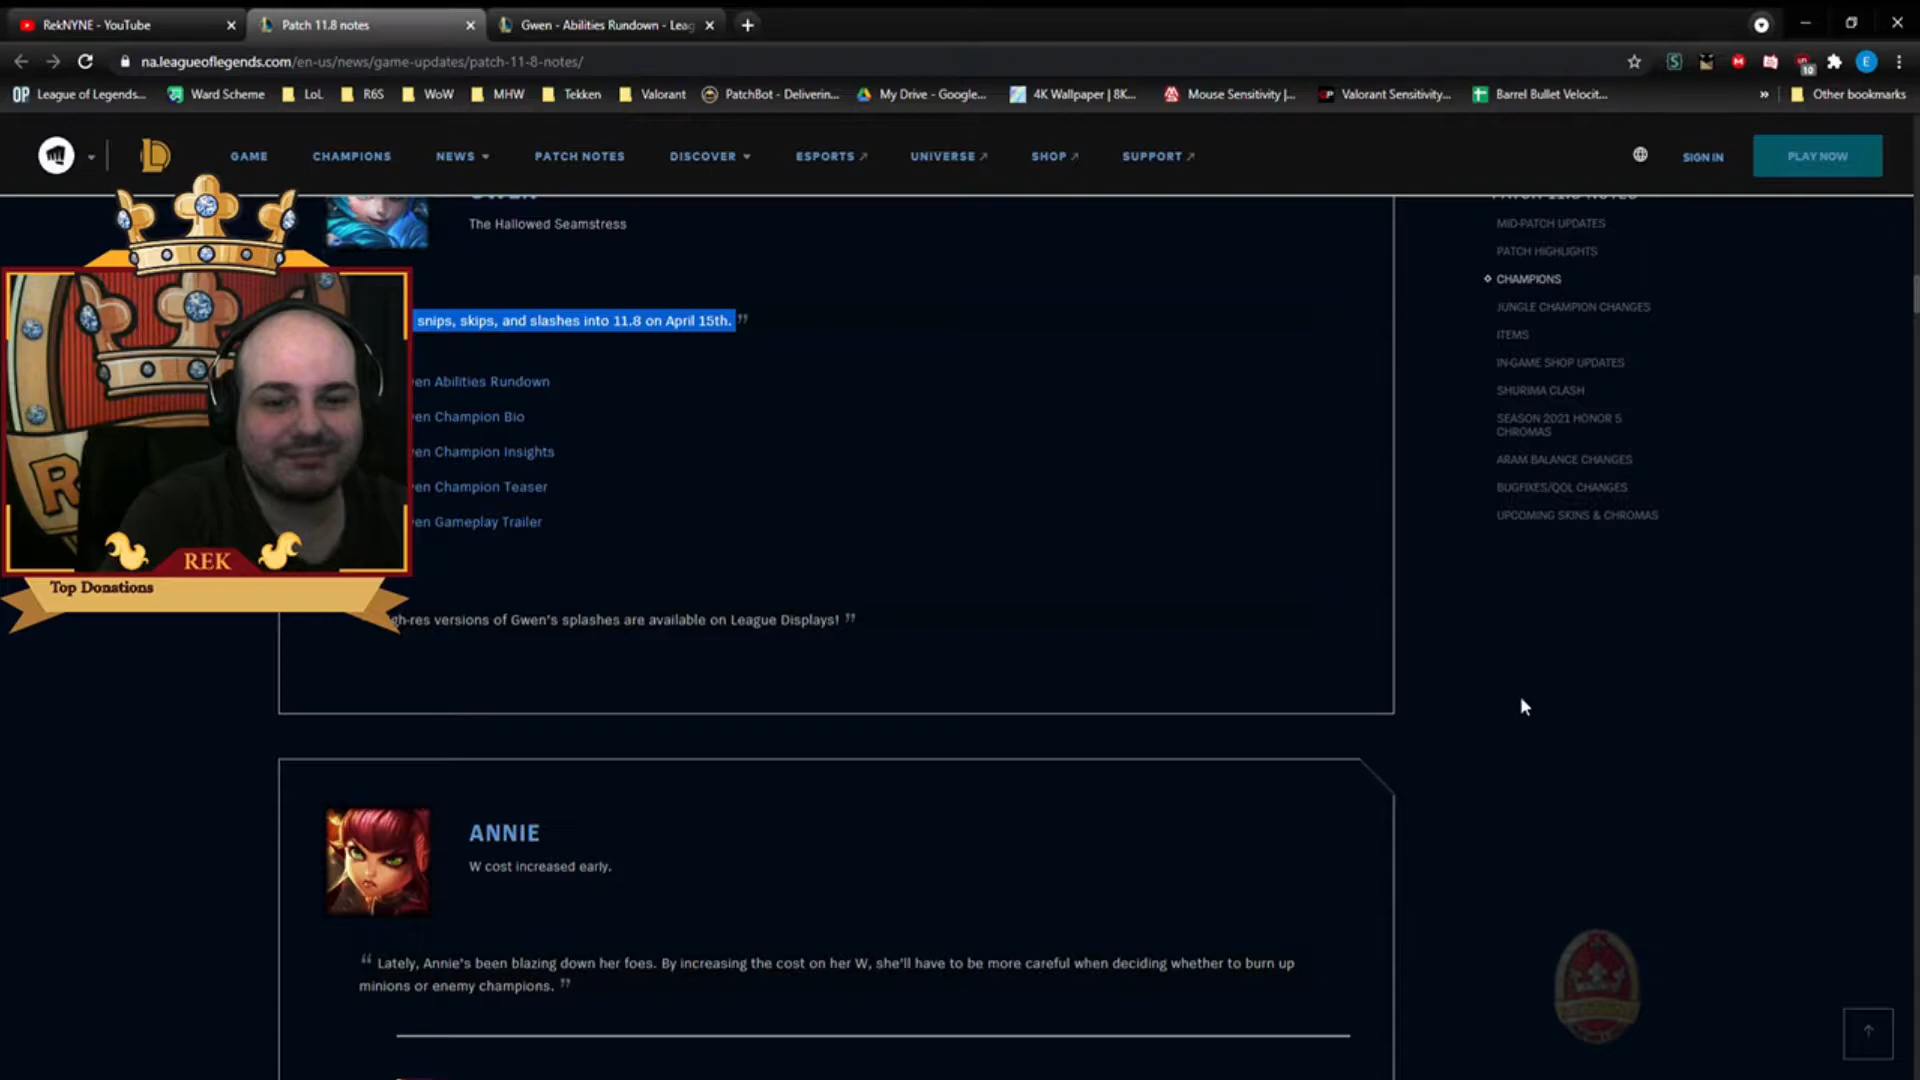 RekNYNE - YouTube
Patch 11.8 notes
Gwen - Abilities Rundown - Leag
na.leagueoflegends.com/en-us/news/game-updates/patch-11-8-notes/
10
E
OP League of Legends...
Ward Scheme
LoL
R6S
WoW
MHW
Tekken
Valorant
PatchBot - Deliverin...
My Drive - Google...
4K Wallpaper | 8K...
Mouse Sensitivity |...
Valorant Sensitivity...
Barrel Bullet Velocit...
»
Other bookmarks
GAME
CHAMPIONS
NEWS
PATCH NOTES
DISCOVER
ESPORTS
UNIVERSE
SHOP
SUPPORT
SIGN IN
PLAY NOW
GWEN
The Hallowed Seamstress
snips, skips, and slashes into 11.8 on April 15th. ”
en Abilities Rundown
en Champion Bio
en Champion Insights
en Champion Teaser
en Gameplay Trailer
gh-res versions of Gwen's splashes are available on League Displays! ”
REK
Top Donations
PATCH 11.8 NOTES
MID-PATCH UPDATES
PATCH HIGHLIGHTS
CHAMPIONS
JUNGLE CHAMPION CHANGES
ITEMS
IN-GAME SHOP UPDATES
SHURIMA CLASH
SEASON 2021 HONOR 5
CHROMAS
ARAM BALANCE CHANGES
BUGFIXES/QOL CHANGES
UPCOMING SKINS & CHROMAS
ANNIE
W cost increased early.
“ Lately, Annie's been blazing down her foes. By increasing the cost on her W, she'll have to be more careful when deciding whether to burn up
minions or enemy champions. ”